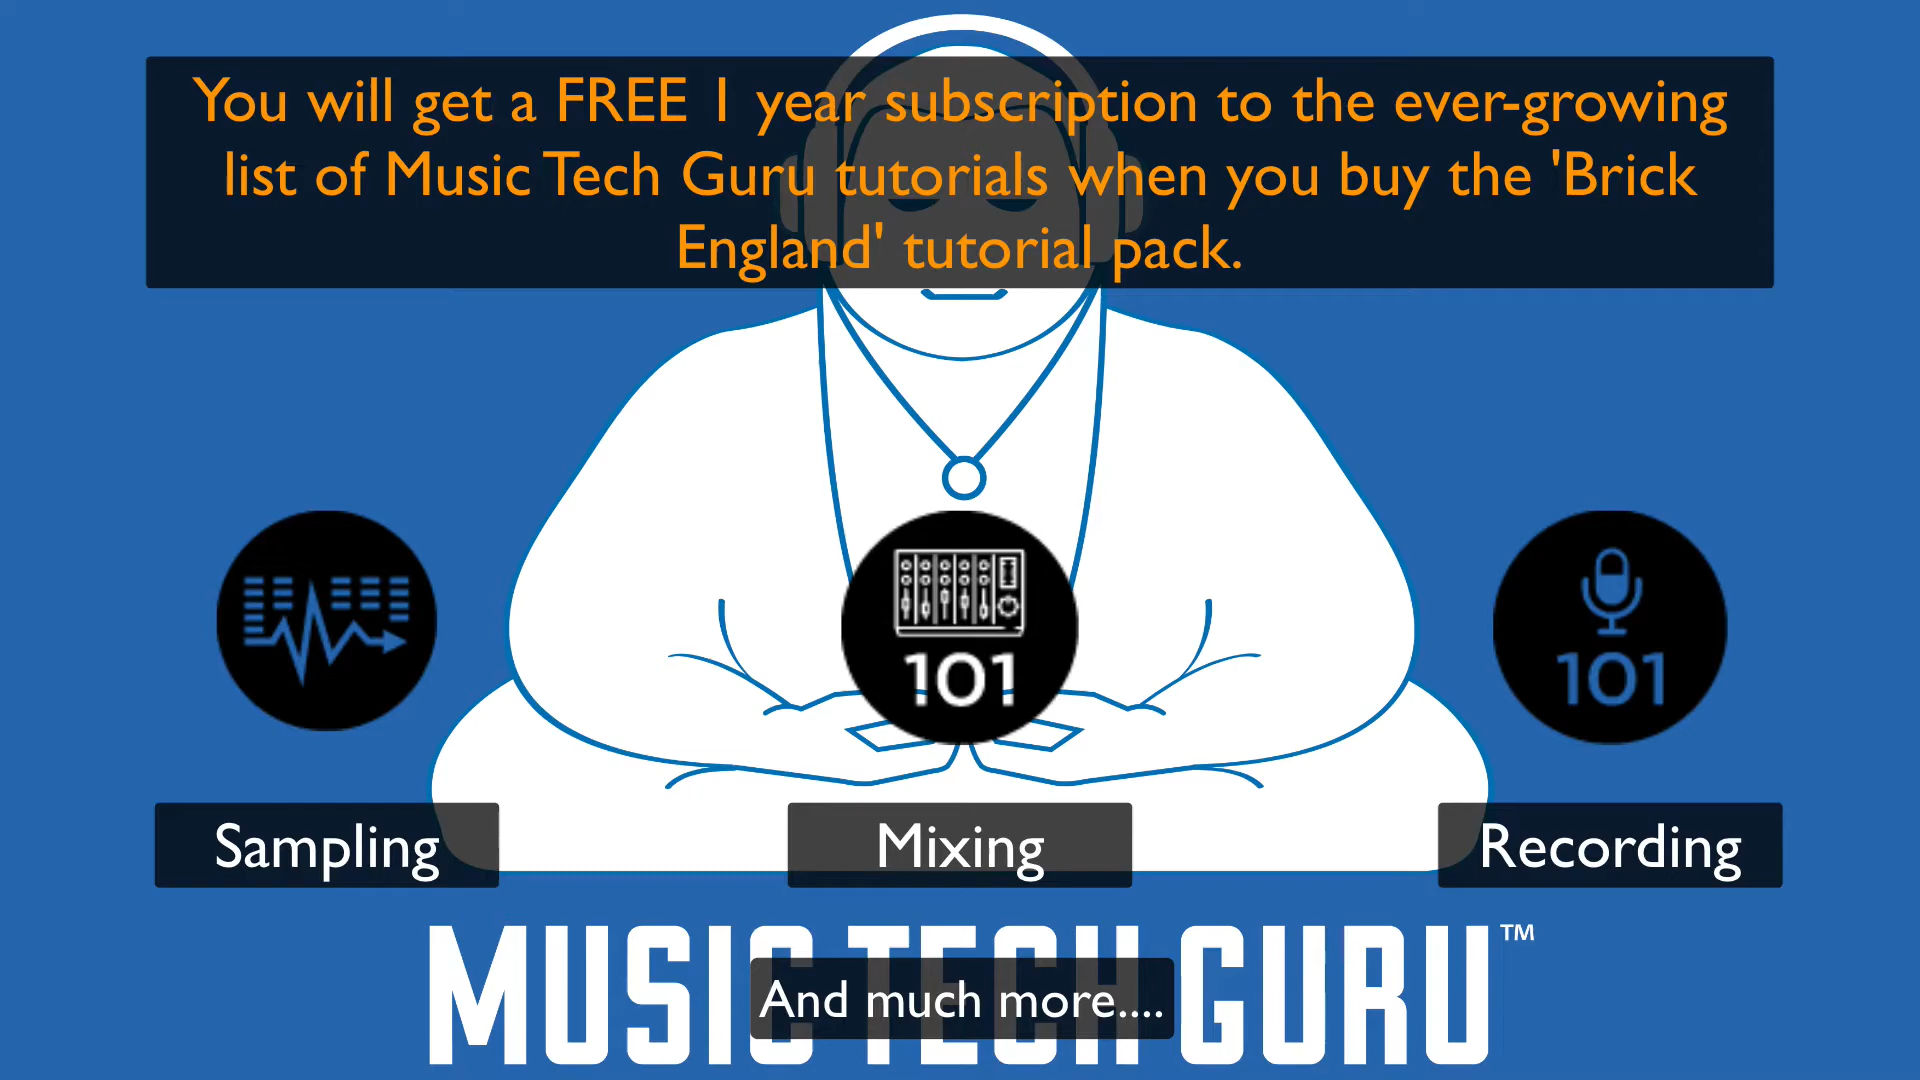 You will get a FREE 1 year subscription to the ever-growing
list of Music Tech Guru tutorials when you buy the 'Brick
England' tutorial pack.
101
101
Sampling
Mixing
Recording
MUSIC TECH GURU™
And much more....